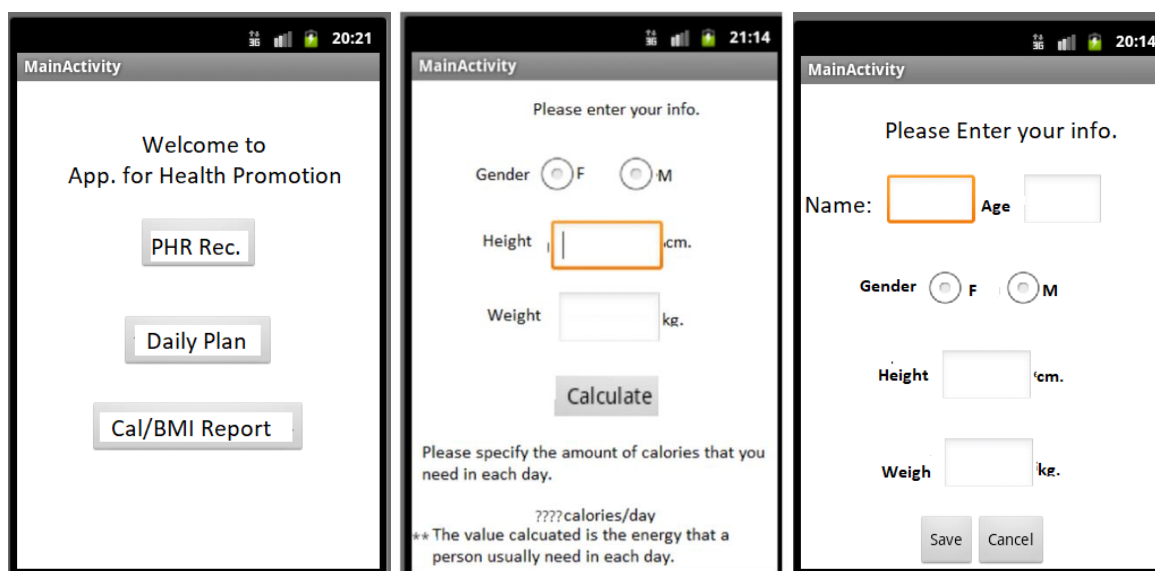 3G 20:21
MainActivity
Welcome to
App. for Health Promotion
PHR Rec.
Daily Plan
Cal/BMI Report
3G 21:14
MainActivity
Please enter your info.
Gender F M
Height cm.
Weight kg.
Calculate
Please specify the amount of calories that you
need in each day.
????calories/day
** The value calcuated is the energy that a
person usually need in each day.
3G 20:14
MainActivity
Please Enter your info.
Name: Age
Gender F M
Height cm.
Weigh kg.
Save Cancel